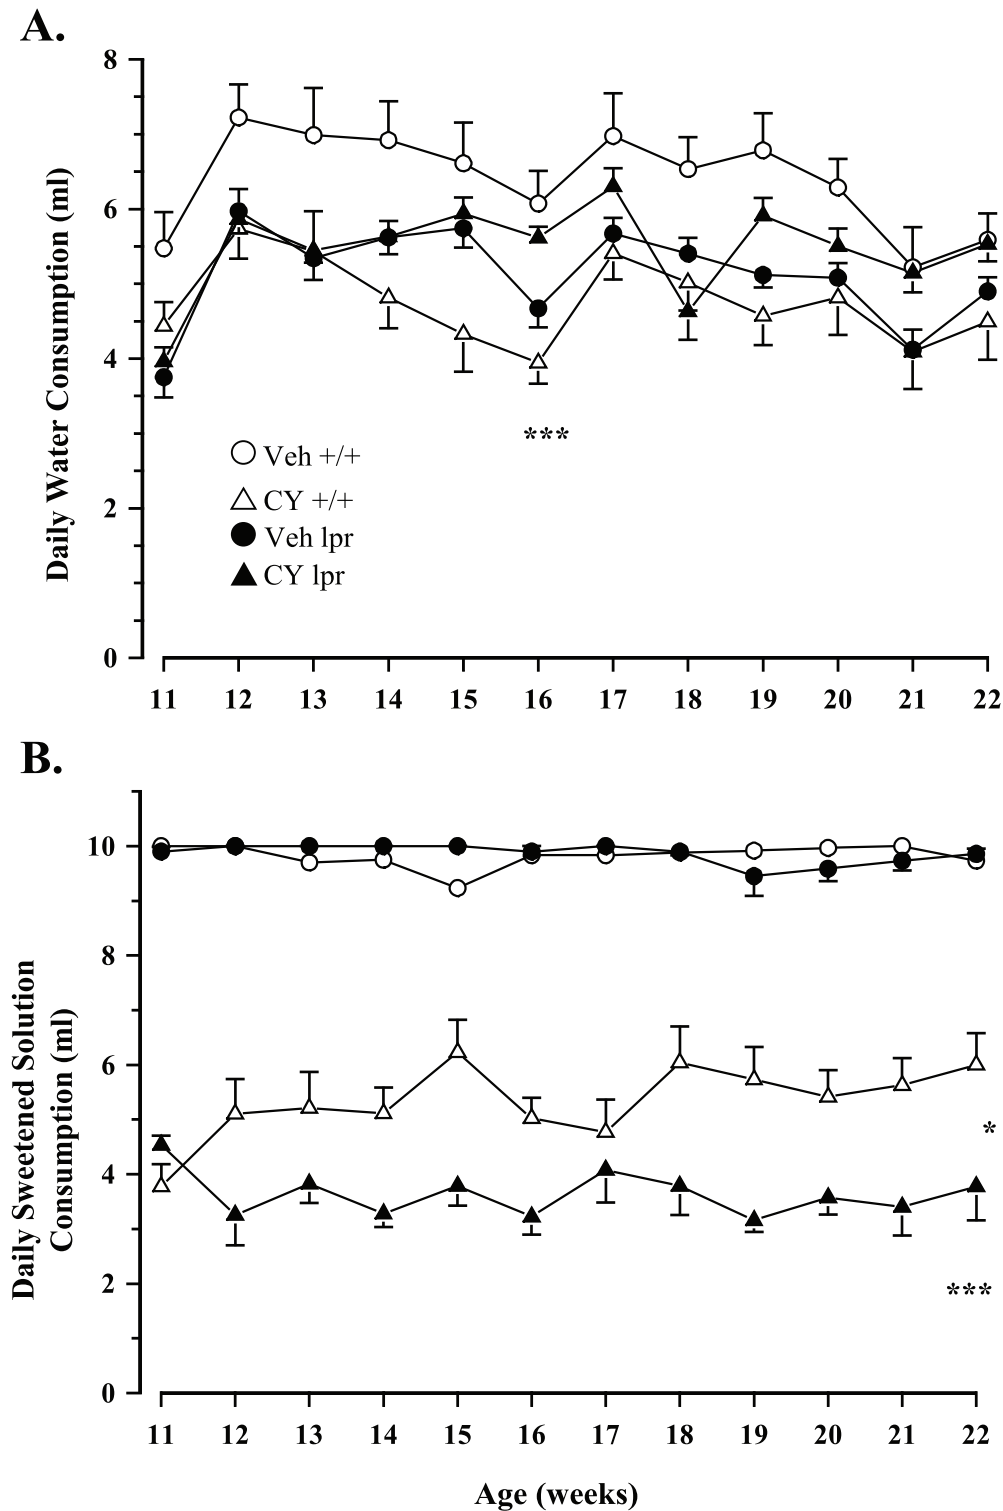 A.
Daily Water Consumption (ml)
8
6
4
2
0
***
Veh +/+
CY +/+
Veh lpr
CY lpr
11 12 13 14 15 16 17 18 19 20 21 22
B.
Daily Sweetened Solution
Consumption (ml)
10
8
6
4
2
0
*
***
11 12 13 14 15 16 17 18 19 20 21 22
Age (weeks)